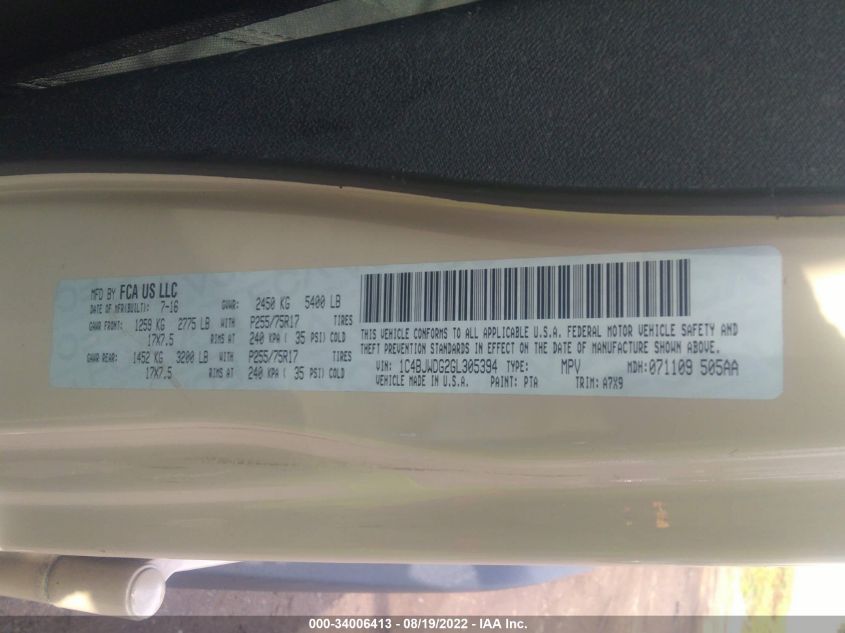 MFD BY FCA US LLC
DATE OF MFR(BUILT): 7-16 GVWR: 2450 KG 5400 LB
GAWR FRONT: 1259 KG 2775 LB WITH P255/75R17 TIRES
17X7.5 RIMS AT 240 KPA ( 35 PSI) COLD
GAWR REAR: 1452 KG 3200 LB WITH P255/75R17 TIRES
17X7.5 RIMS AT 240 KPA ( 35 PSI) COLD
THIS VEHICLE CONFORMS TO ALL APPLICABLE U.S.A. FEDERAL MOTOR VEHICLE SAFETY AND
THEFT PREVENTION STANDARDS IN EFFECT ON THE DATE OF MANUFACTURE SHOWN ABOVE.
VIN: 1C4BJWDG2GL305394 TYPE: MPV MDH: 071109 505AA
VEHICLE MADE IN U.S.A. PAINT: PTA TRIM: A7X9
000-34006413 - 08/19/2022 - IAA Inc.